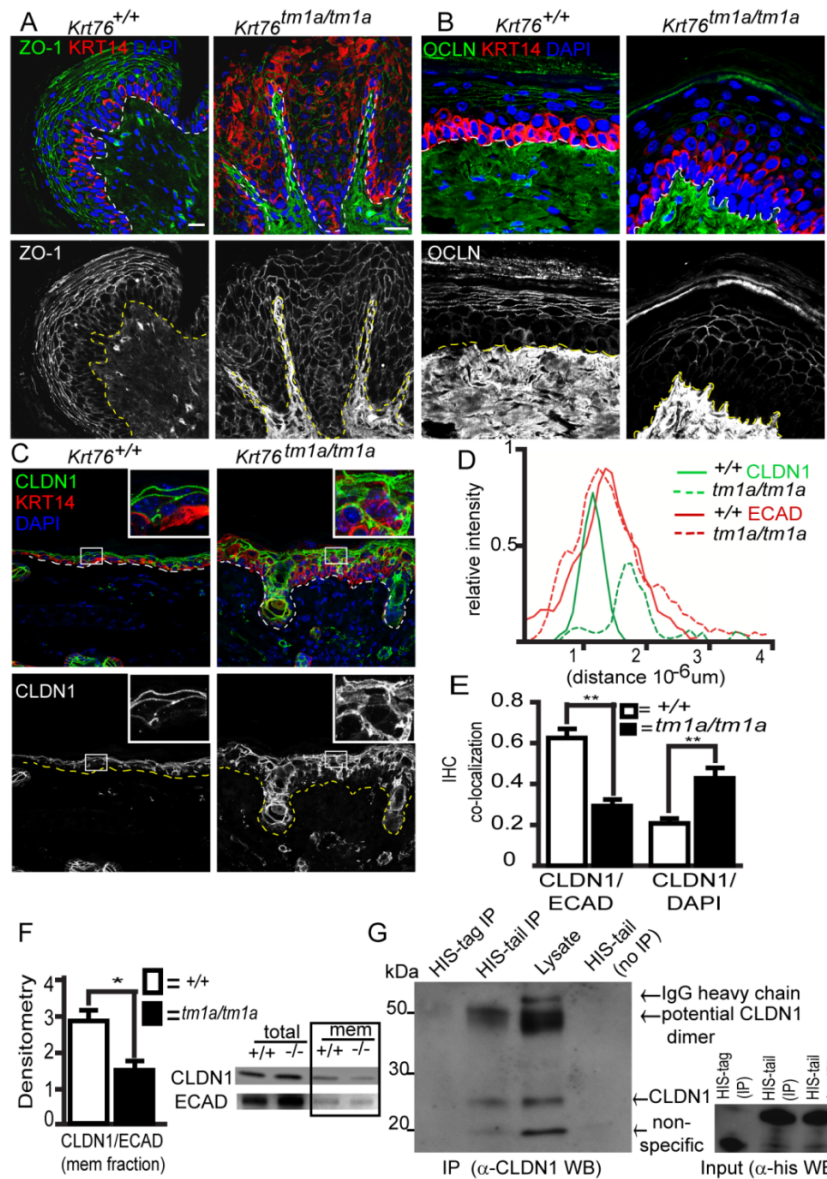 A
Krt76+/+
Krt76tm1a/tm1a
ZO-1 KRT14 DAPI
ZO-1
B
Krt76+/+
Krt76tm1a/tm1a
OCLN KRT14 DAPI
OCLN
C
Krt76+/+
Krt76tm1a/tm1a
CLDN1
KRT14
DAPI
CLDN1
D
1
0.5
relative intensity
+/+ CLDN1
tm1a/tm1a
+/+ ECAD
tm1a/tm1a
1 2 3 4
(distance 10-6um)
E
0.8
0.6
0.4
0.2
0
IHC
co-localization
**
**
= +/+
= tm1a/tm1a
CLDN1/
ECAD
CLDN1/
DAPI
F
4
3
2
1
0
Densitometry
*
= +/+
= tm1a/tm1a
CLDN1/ECAD
(mem fraction)
total mem
+/+ -/- +/+ -/-
CLDN1
ECAD
G
kDa
HIS-tag IP
HIS-tail IP
Lysate
HIS-tail
(no IP)
50
30
20
←IgG heavy chain
←potential CLDN1
dimer
←CLDN1
← non-
specific
IP (α-CLDN1 WB)
HIS-tag
(IP)
HIS-tail
(IP)
HIS-tail
Input (α-his WB